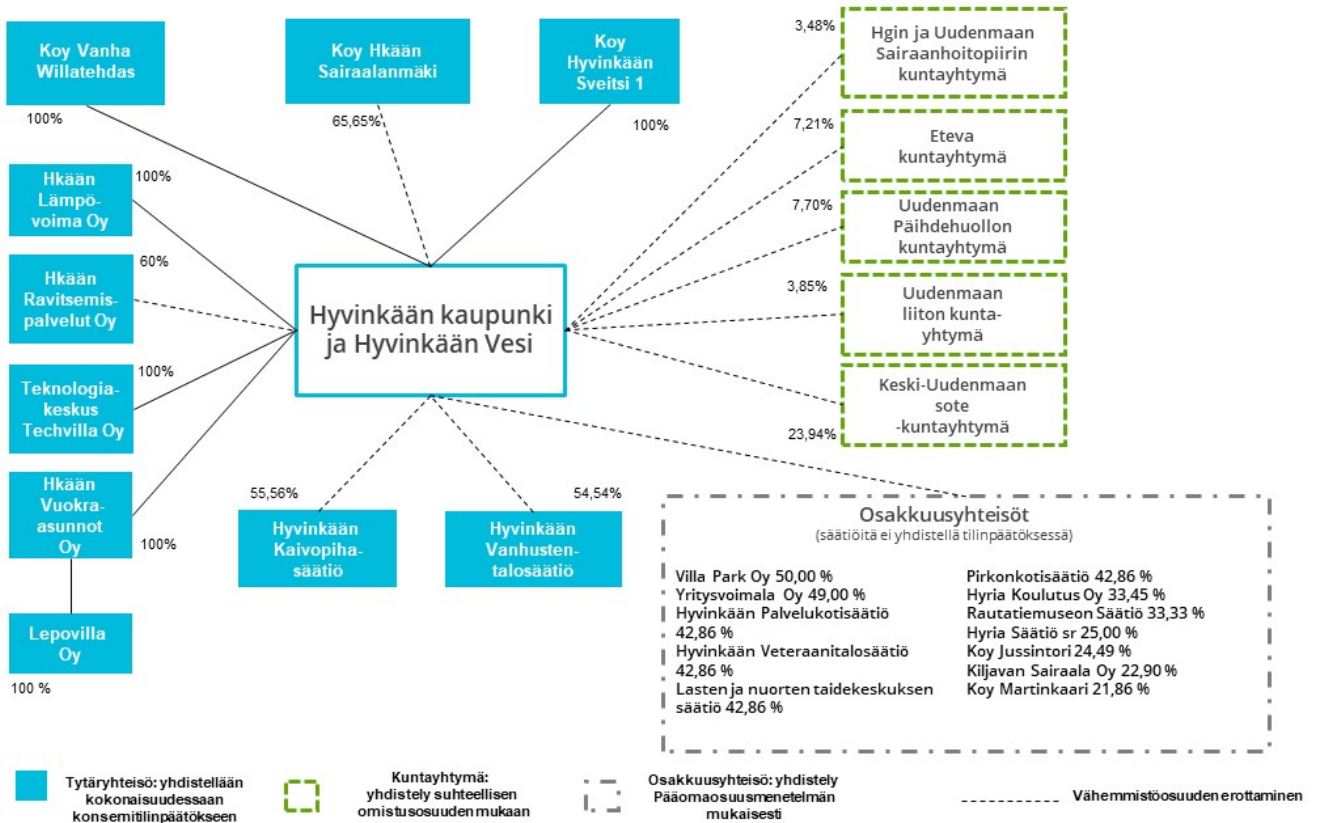 Koy Vanha
Willatehdas
100%
Koy Hkään
Sairaalanmäki
65,65%
Koy
Hyvinkään
Sveitsi 1
100%
3,48%
Hgin ja Uudenmaan
Sairaanhoitopiirin
kuntayhtymä
7,21%
Eteva
kuntayhtymä
7,70%
Uudenmaan
Päihdehuollon
kuntayhtymä
3,85%
Uudenmaan
liiton kunta-
yhtymä
Keski-Uudenmaan
sote
-kuntayhtymä
23,94%
Hkään
Lämpö-
voima Oy
100%
Hkään
Ravitsemis-
palvelut Oy
60%
Teknologia-
keskus
Techvilla Oy
100%
Hkään
Vuokra-
asunnot
Oy
100%
Lepovilla
Oy
100 %
Hyvinkään kaupunki
ja Hyvinkään Vesi
55,56%
Hyvinkään
Kaivopiha-
säätiö
54,54%
Hyvinkään
Vanhusten-
talosäätiö
Osakkuusyhteisöt
(säätiöitä ei yhdistellä tilinpäätöksessä)
Villa Park Oy 50,00 %
Yritysvoimala Oy 49,00 %
Hyvinkään Palvelukotisäätiö
42,86 %
Hyvinkään Veteraanitalosäätiö
42,86 %
Lasten ja nuorten taidekeskuksen
säätiö 42,86 %
Pirkonkotisäätiö 42,86 %
Hyria Koulutus Oy 33,45 %
Rautatiemuseon Säätiö 33,33 %
Hyria Säätiö sr 25,00 %
Koy Jussintori 24,49 %
Kiljavan Sairaala Oy 22,90 %
Koy Martinkaari 21,86 %
Tytäryhteisö: yhdistellään
kokonaisuudessaan
konsernitilinpäätökseen
Kuntayhtymä:
yhdistely suhteellisen
omistusosuuden mukaan
Osakkuusyhteisö: yhdistely
Pääomaosuusmenetelmän
mukaisesti
Vähemmistöosuuden erottaminen